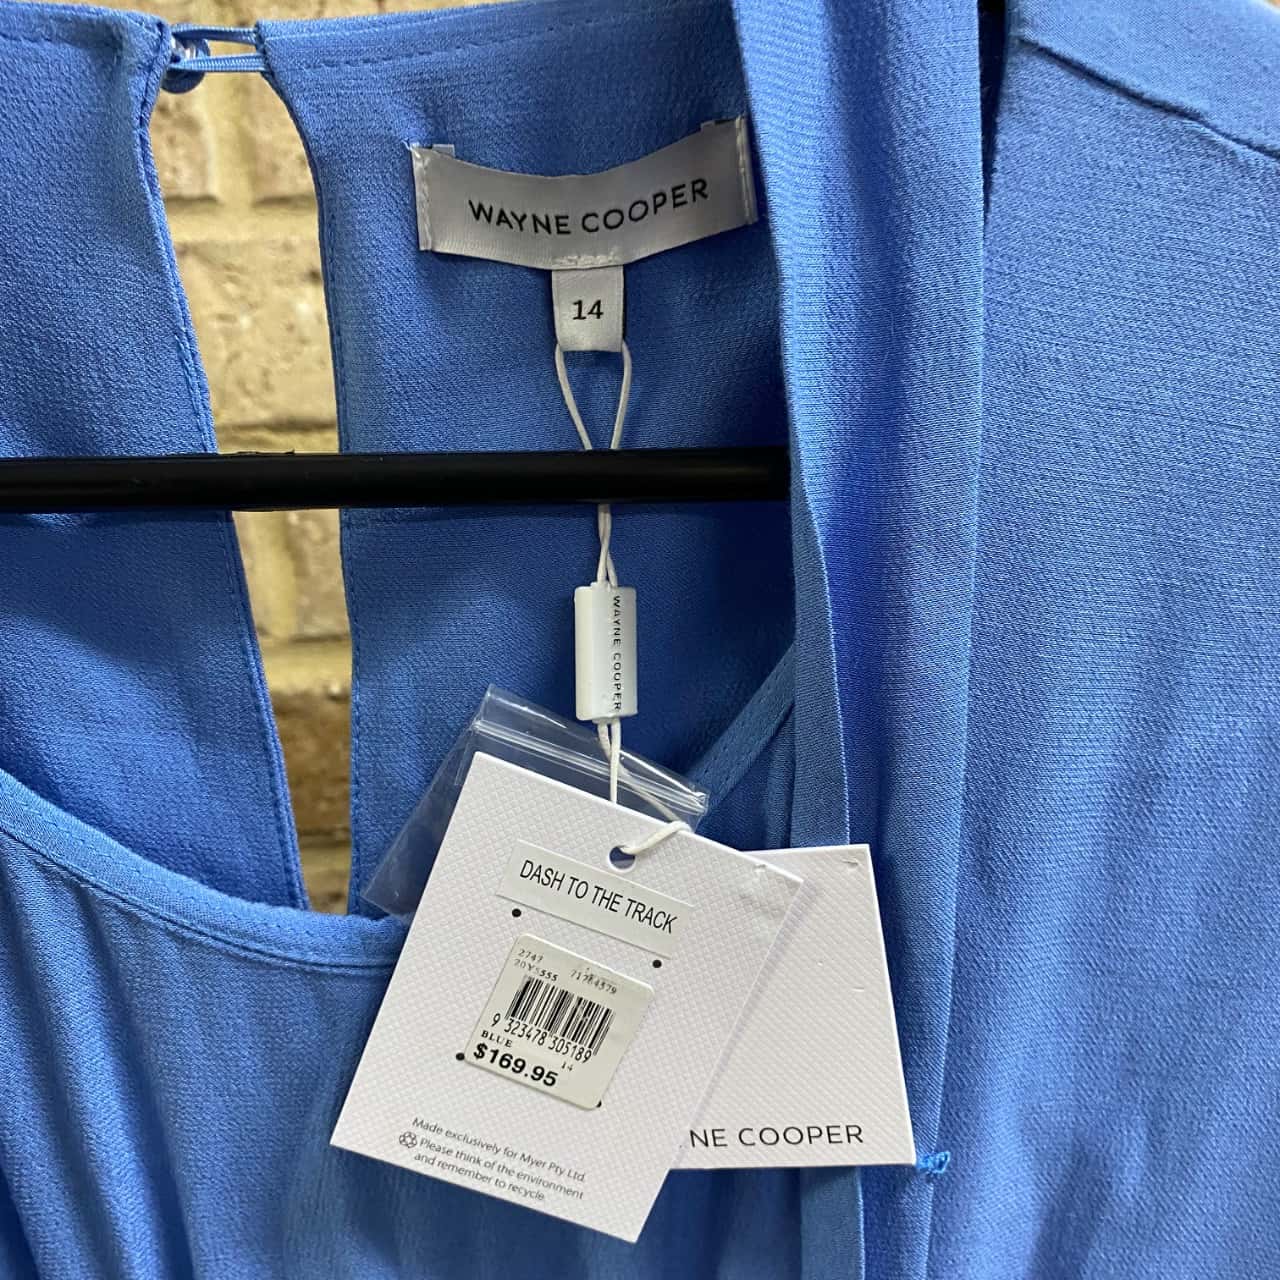 WAYNE COOPER
14
WAYNE COOPER
DASH TO THE TRACK
2747
71764579
9 323478 305189
BLUE
14
$169.95
Made exclusively for Myer Pty Ltd.
Please think of the environment
and remember to recycle.
NE COOPER